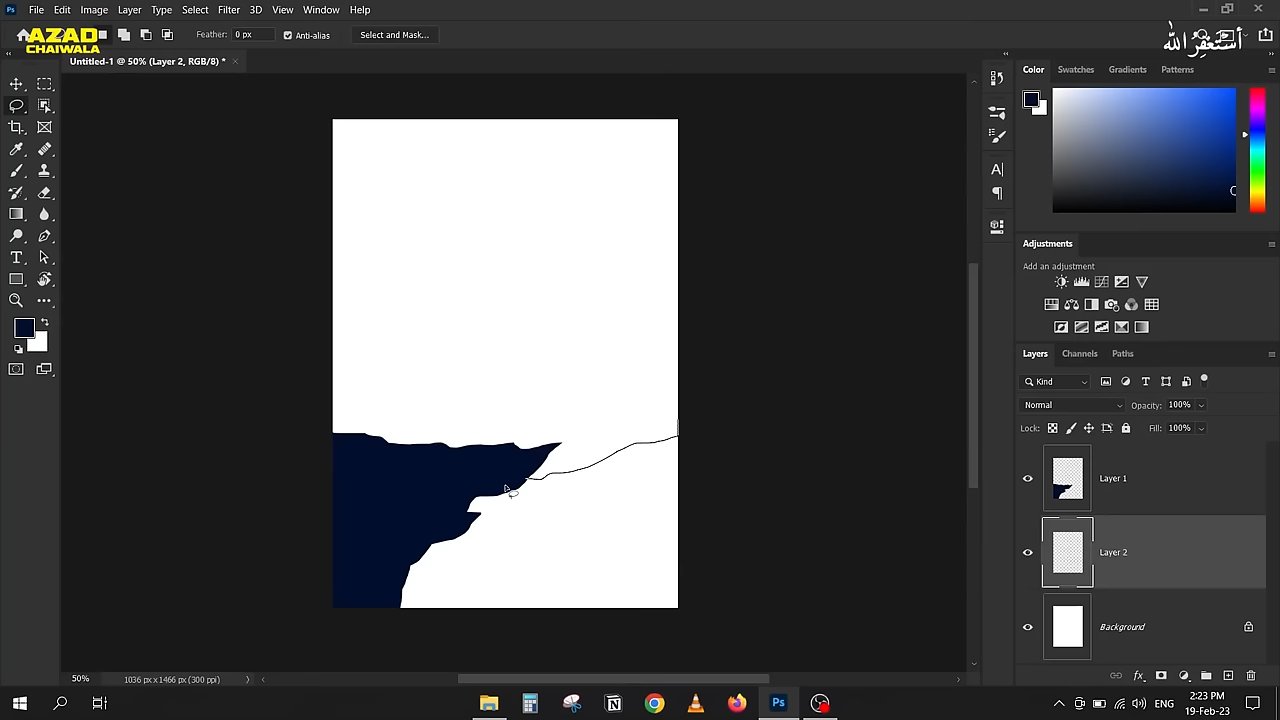 File Edit Image Layer Type Select Filter 3D View Window Help
AZAD
CHAIWALA
Feather: 0 px Anti-alias Select and Mask...
أستغفر الله
Untitled-1 @ 50% (Layer 2, RGB/8) *
Color Swatches Gradients Patterns
Adjustments
Add an adjustment
Layers Channels Paths
Kind
Normal Opacity: 100%
Lock: Fill: 100%
Layer 1
Layer 2
Background
50% 1036 px x 1466 px (300 ppi)
ENG
2:23 PM
19-Feb-23